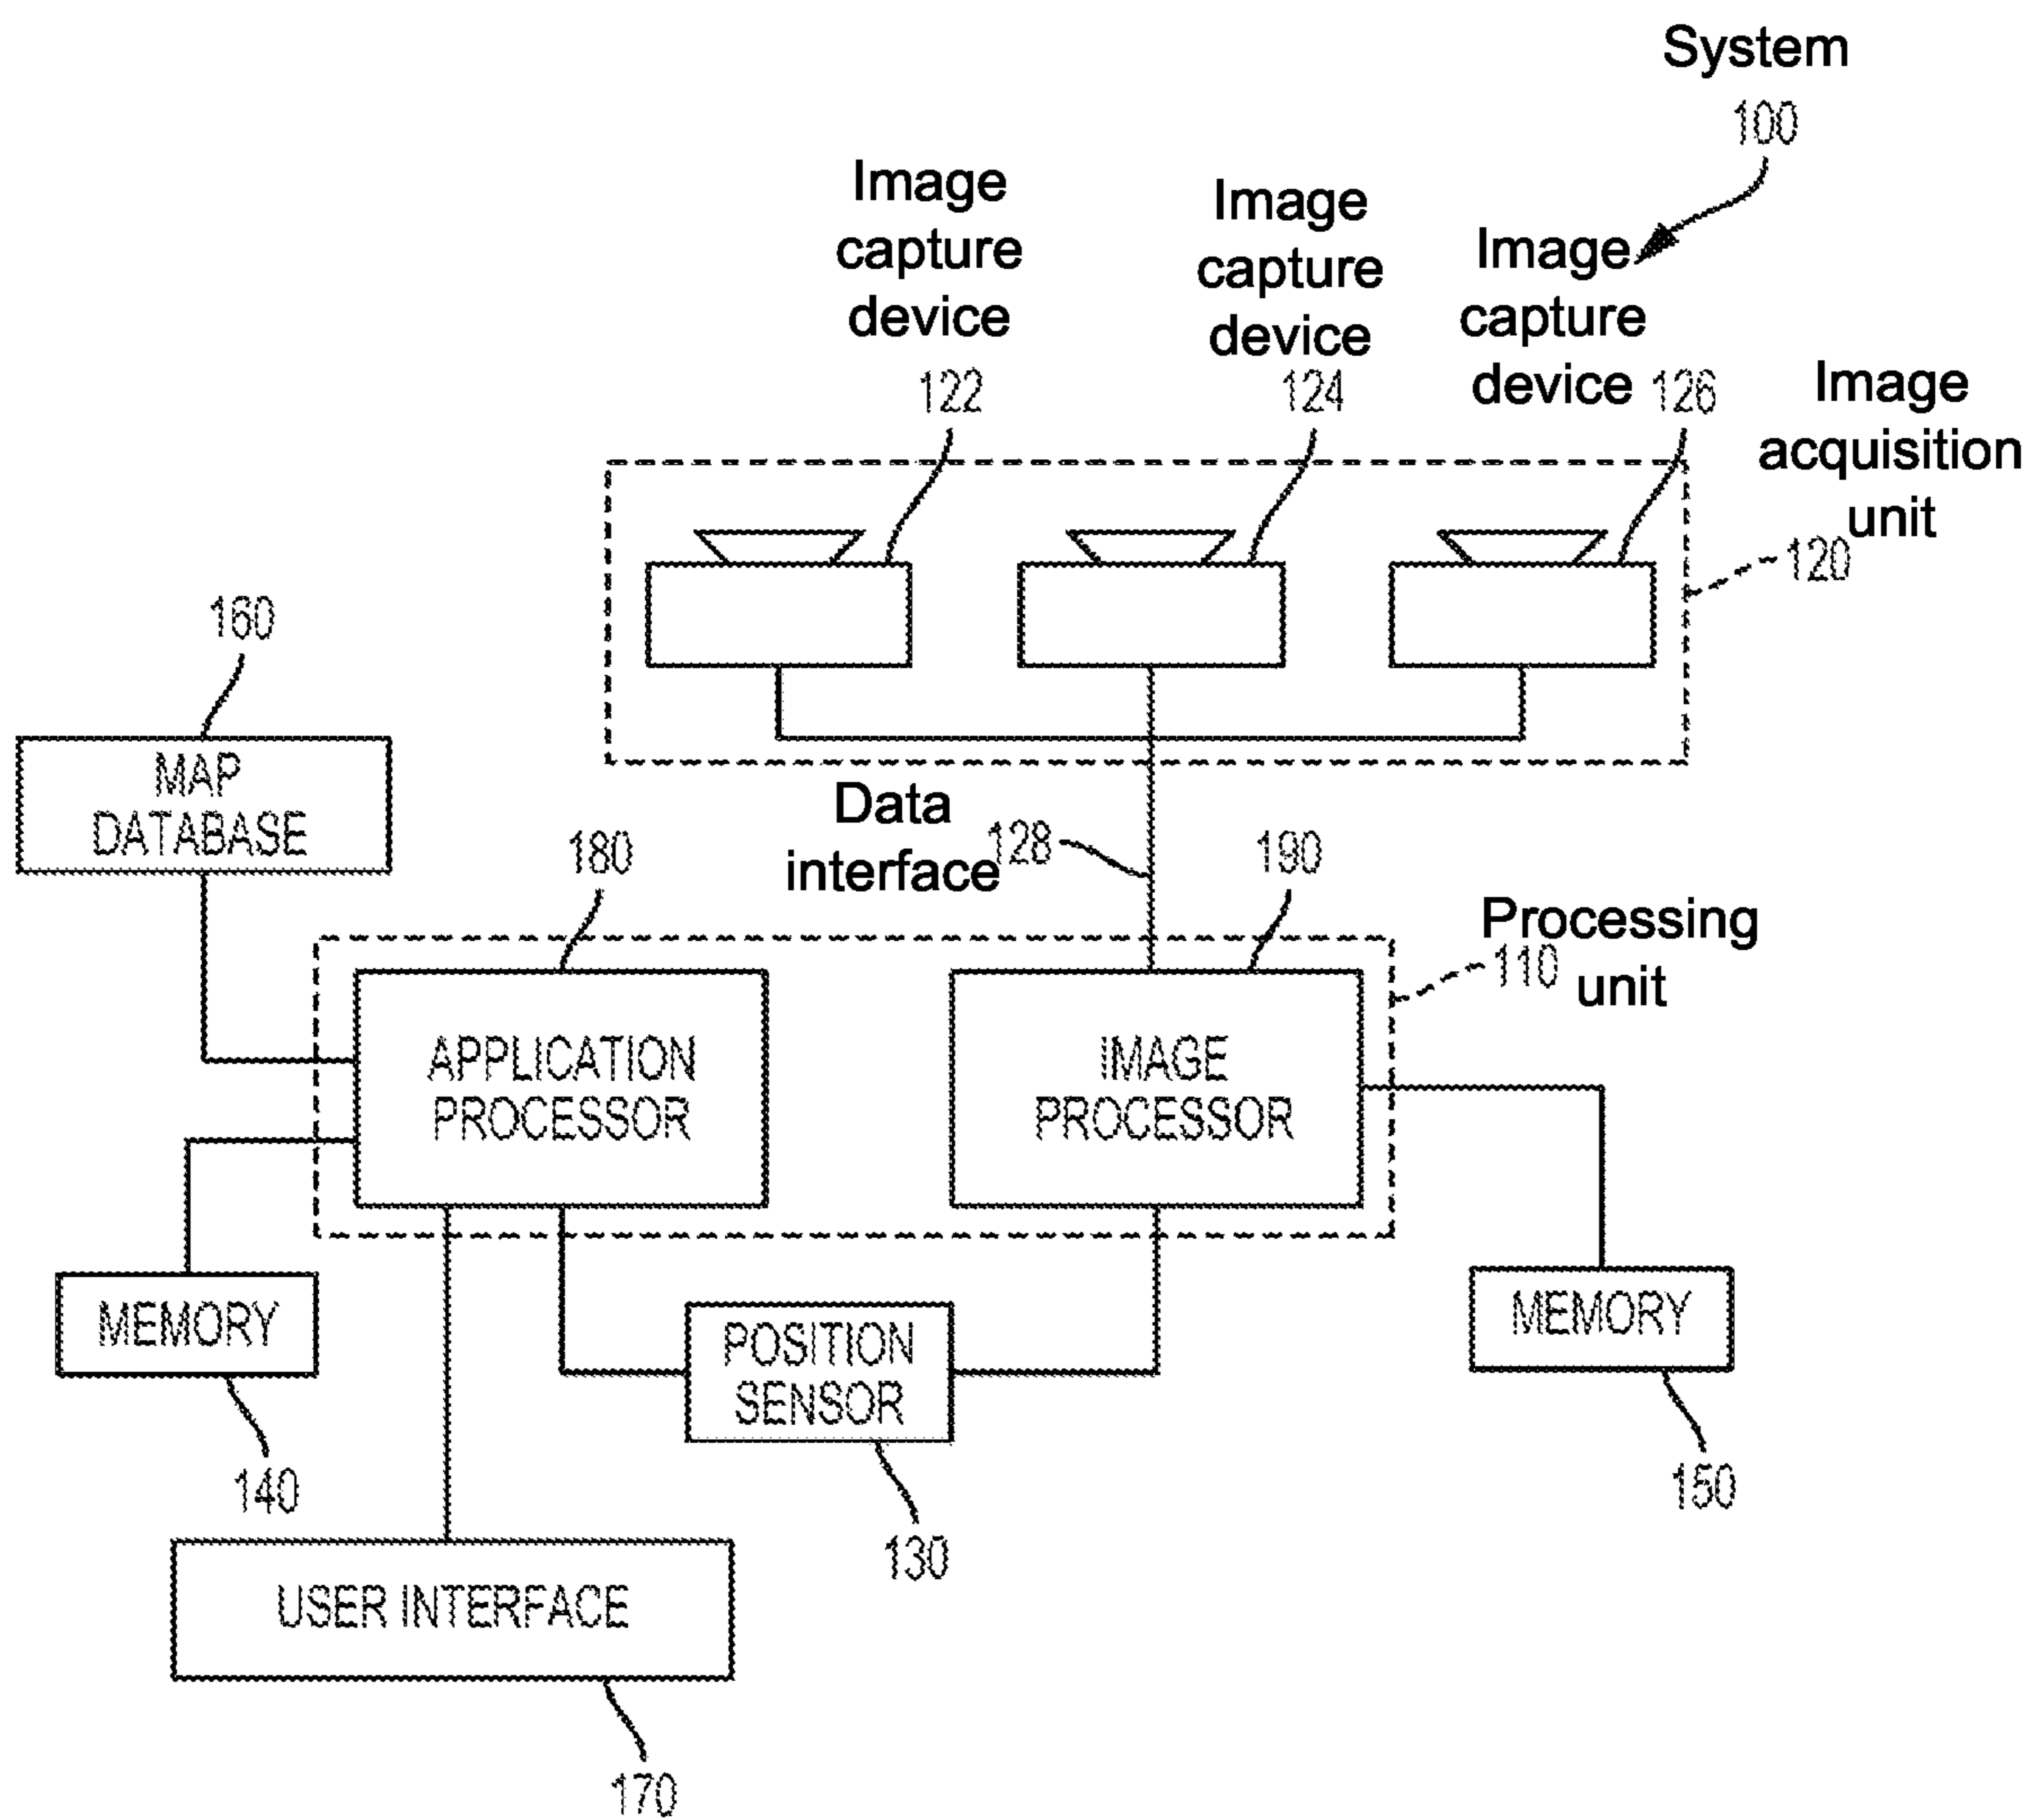 System
100
Image
capture
device
122
Image
capture
device
124
Image
capture
device 126
Image
acquisition
unit
120
160
MAP
DATABASE
Data
interface 128
180
190
Processing
unit
110
APPLICATION
PROCESSOR
IMAGE
PROCESSOR
MEMORY
140
POSITION
SENSOR
130
MEMORY
150
USER INTERFACE
170